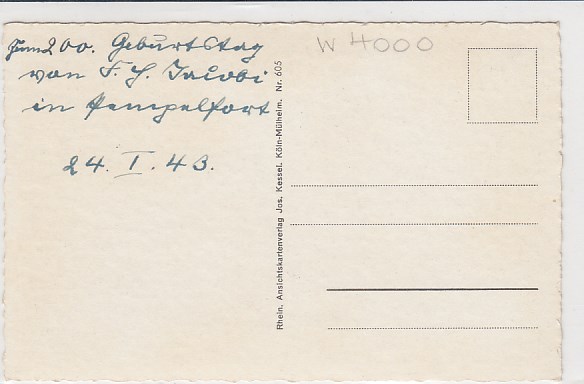 Zum 200. Geburtstag
von F. H. Jacobi
in Pempelfort
24. I. 43.
W 4000
Rhein. Ansichtskartenverlag Jos. Kessel, Köln-Mülheim. Nr. 605